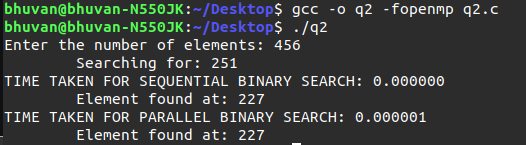 bhuvan@bhuvan-N550JK:~/Desktop$ gcc -o q2 -fopenmp q2.c
bhuvan@bhuvan-N550JK:~/Desktop$ ./q2
Enter the number of elements: 456
Searching for: 251
TIME TAKEN FOR SEQUENTIAL BINARY SEARCH: 0.000000
Element found at: 227
TIME TAKEN FOR PARALLEL BINARY SEARCH: 0.000001
Element found at: 227